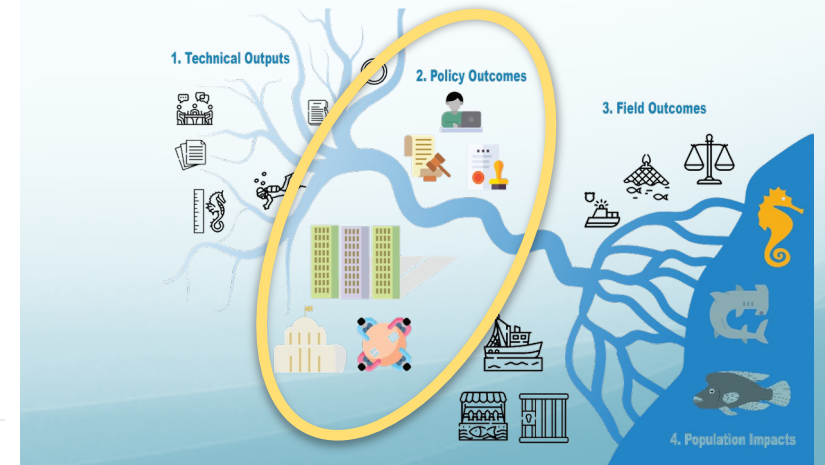 1. Technical Outputs
2. Policy Outcomes
3. Field Outcomes
4. Population Impacts